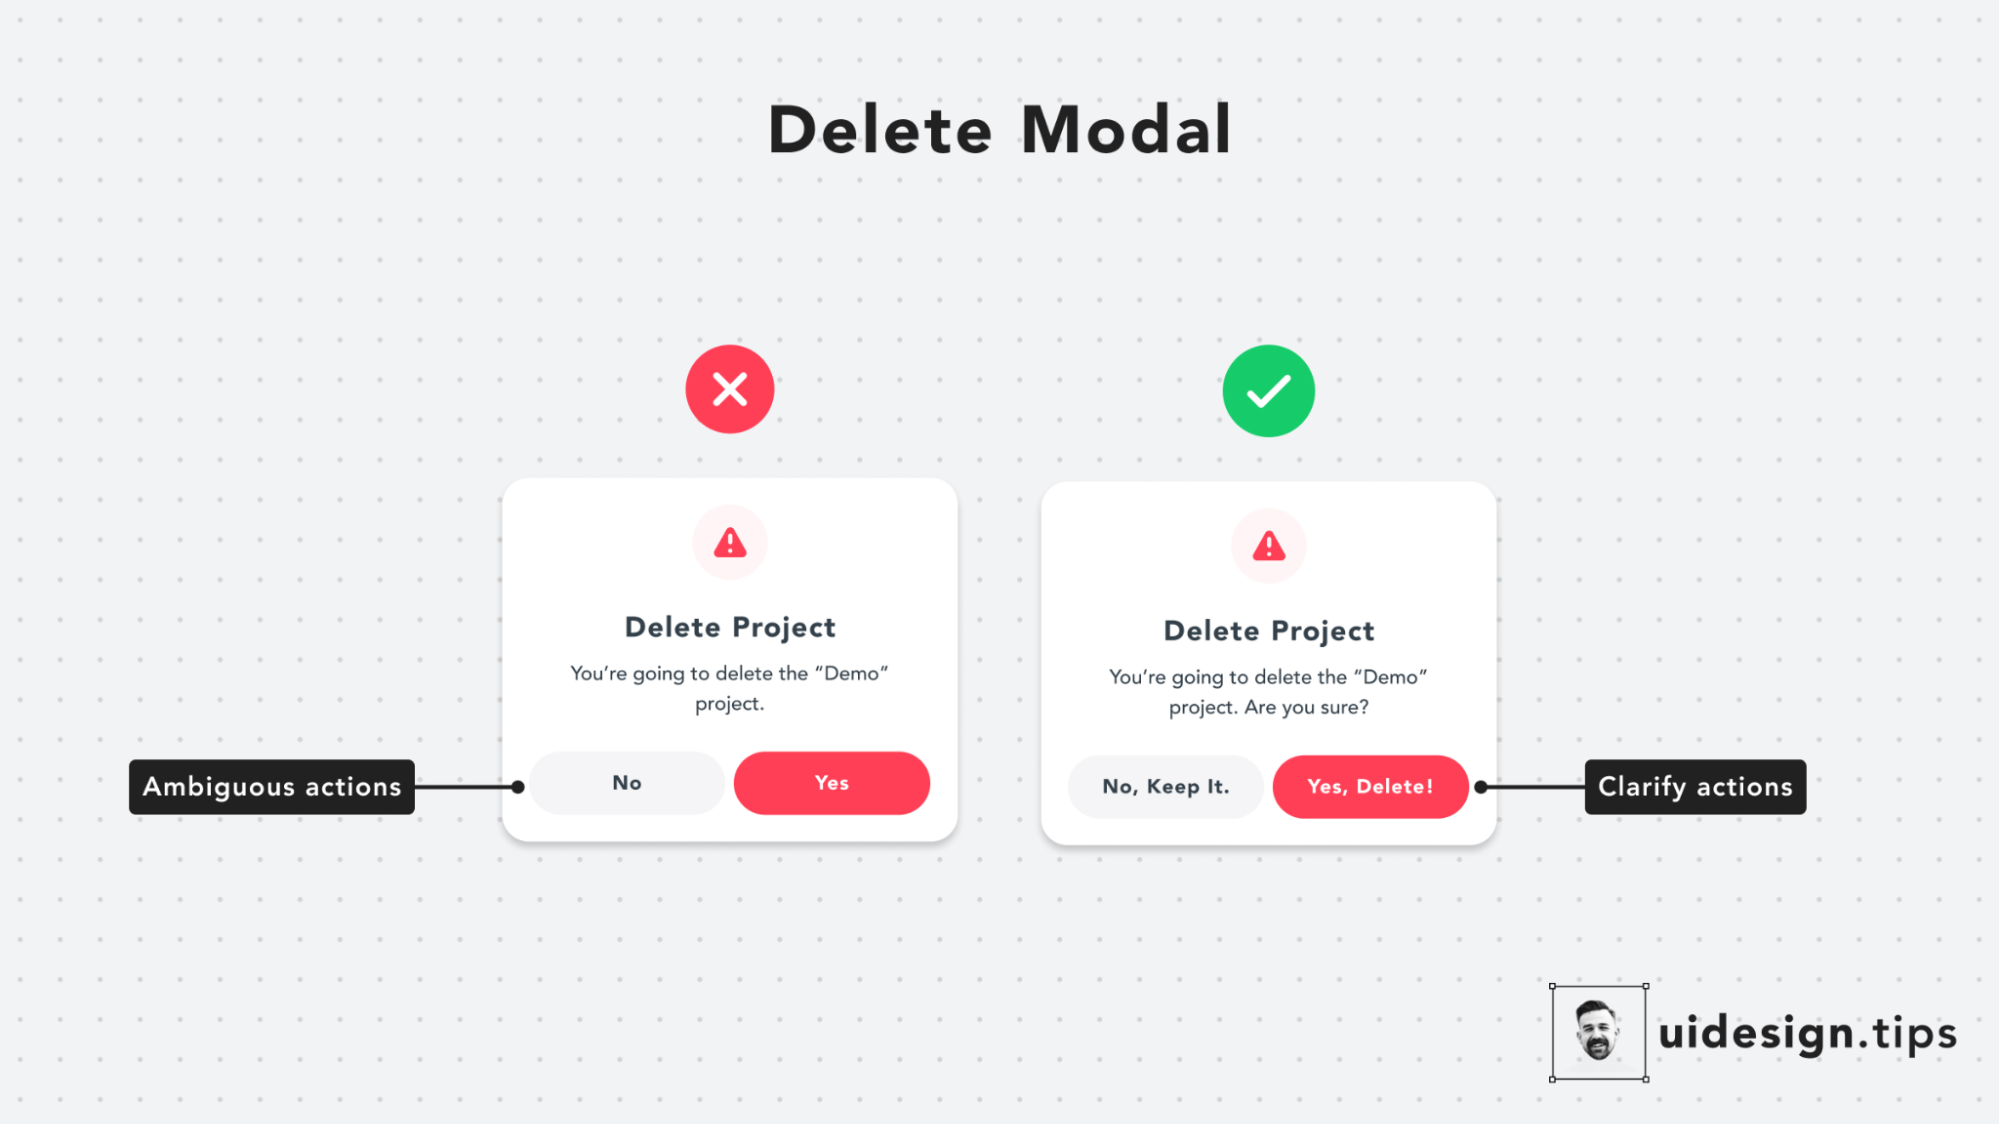 Delete Modal
Delete Project
You’re going to delete the “Demo”
project.
No
Yes
Ambiguous actions
Delete Project
You’re going to delete the “Demo”
project. Are you sure?
No, Keep It.
Yes, Delete!
Clarify actions
uidesign.tips